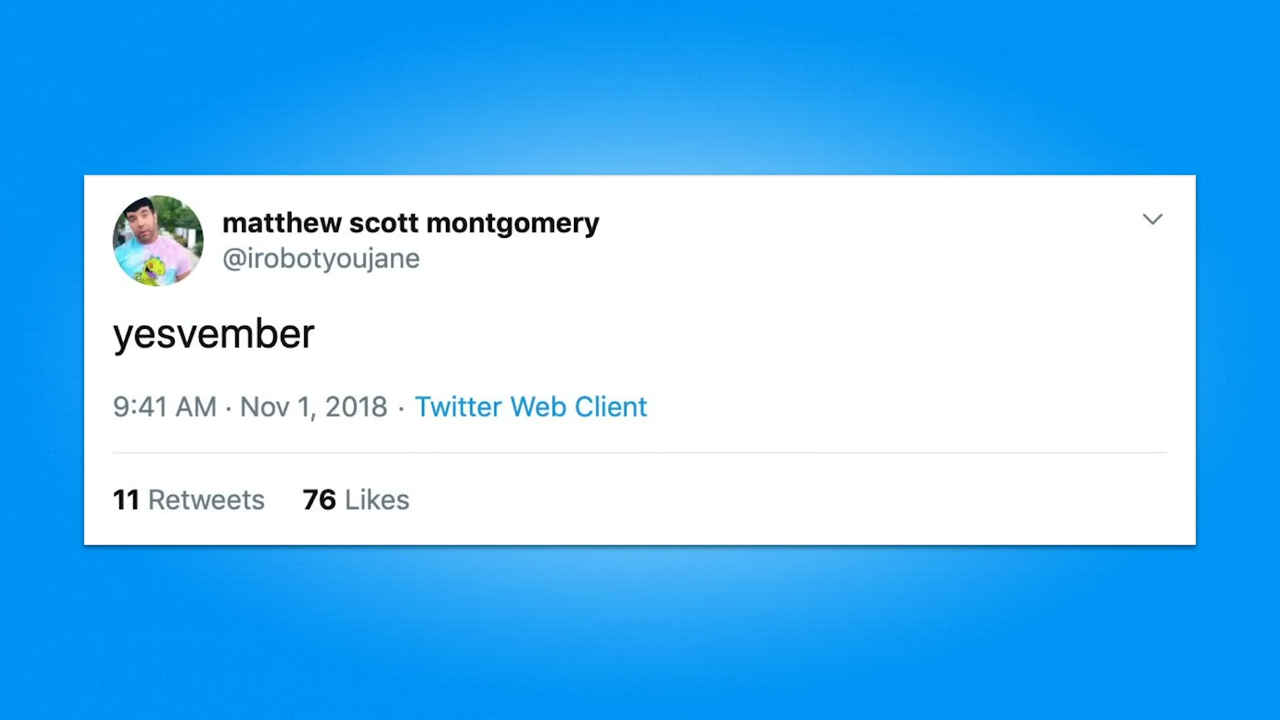 matthew scott montgomery
@irobotyoujane
yesvember
9:41 AM · Nov 1, 2018 · Twitter Web Client
11 Retweets 76 Likes